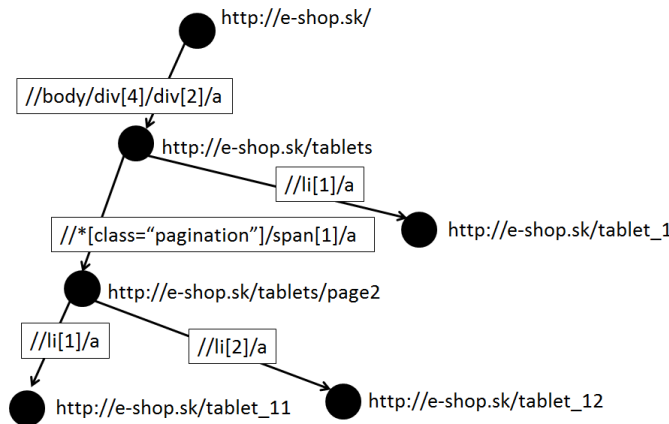 http://e-shop.sk/
//body/div[4]/div[2]/a
http://e-shop.sk/tablets
//li[1]/a
//*[class=“pagination”]/span[1]/a
http://e-shop.sk/tablet_1
http://e-shop.sk/tablets/page2
//li[1]/a
//li[2]/a
http://e-shop.sk/tablet_11
http://e-shop.sk/tablet_12